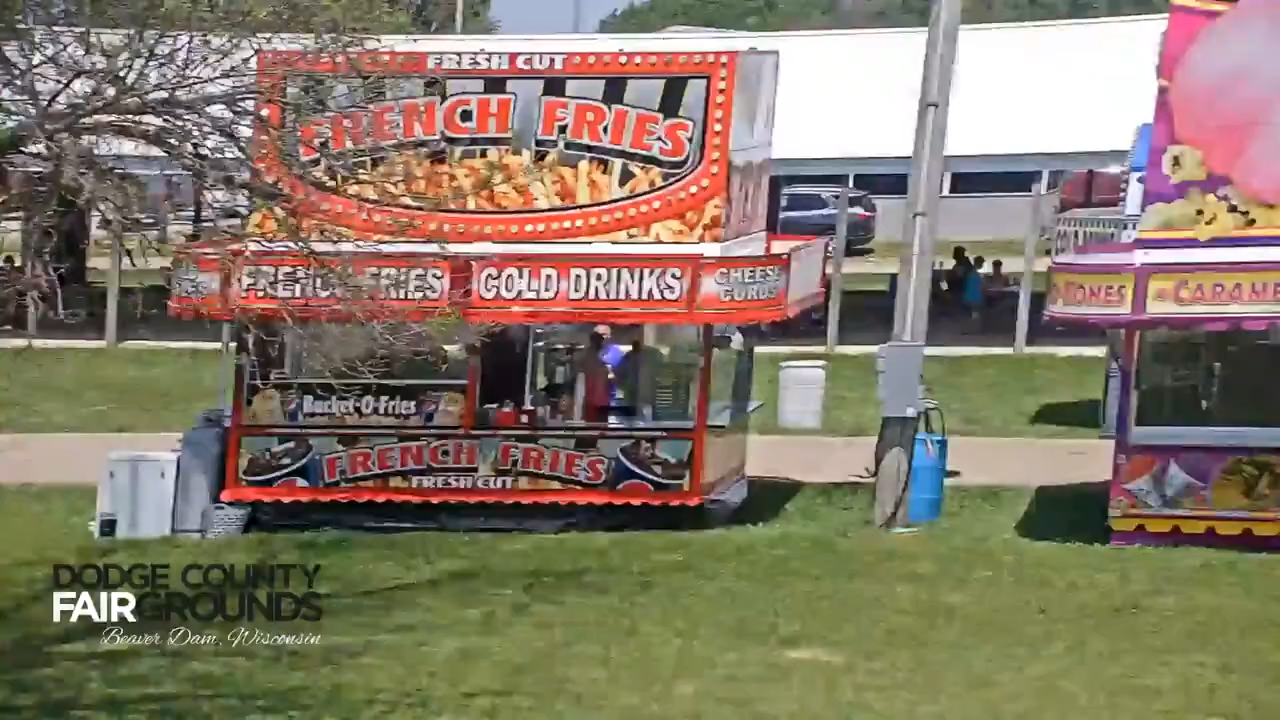 FRESH CUT
FRENCH FRIES
FRENCH FRIES
COLD DRINKS
CHEESE CURDS
CARAME
Bucket-O-Fries
FRENCH FRIES
FRESH CUT
DODGE COUNTY
FAIRGROUNDS
Beaver Dam, Wisconsin